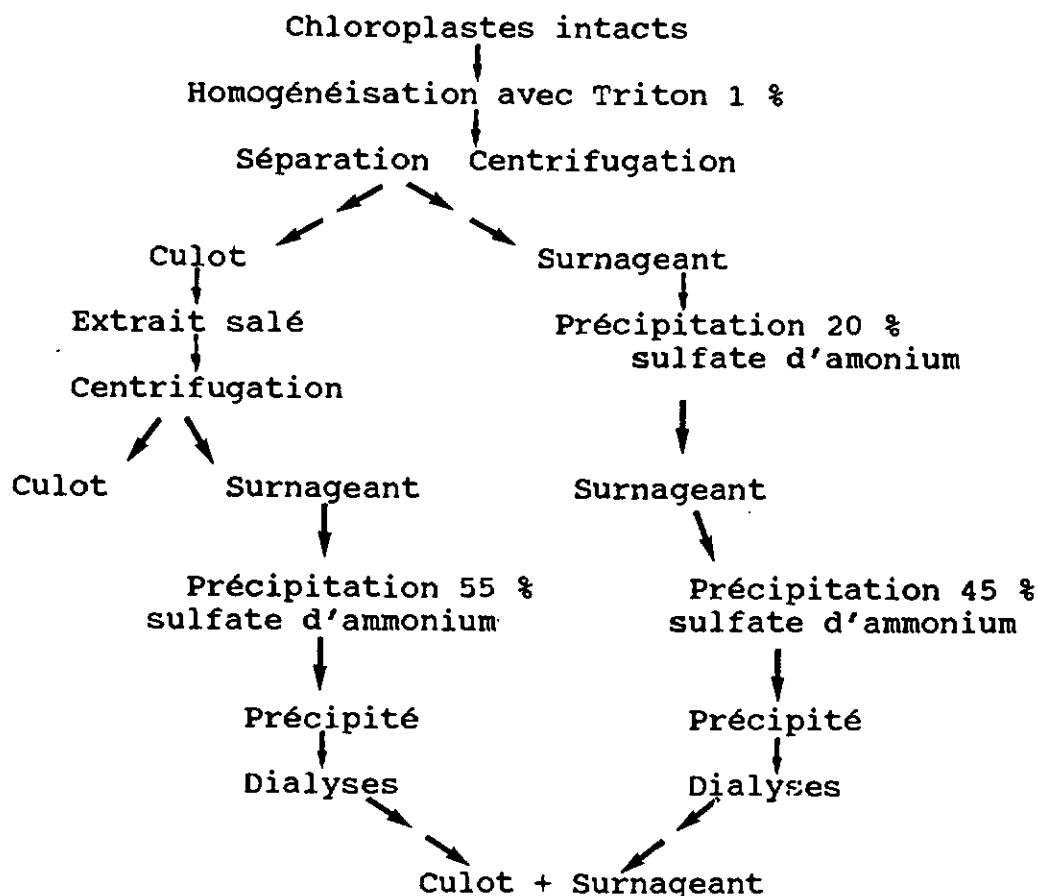 Chloroplastes intacts
Homogénéisation avec Triton 1 %
Séparation Centrifugation
Culot Surnageant
Extrait salé Précipitation 20 %
sulfate d'amonium
Centrifugation
Culot Surnageant Surnageant
Précipitation 55 % Précipitation 45 %
sulfate d'ammonium sulfate d'ammonium
Précipité Précipité
Dialyses Dialyses
Culot + Surnageant